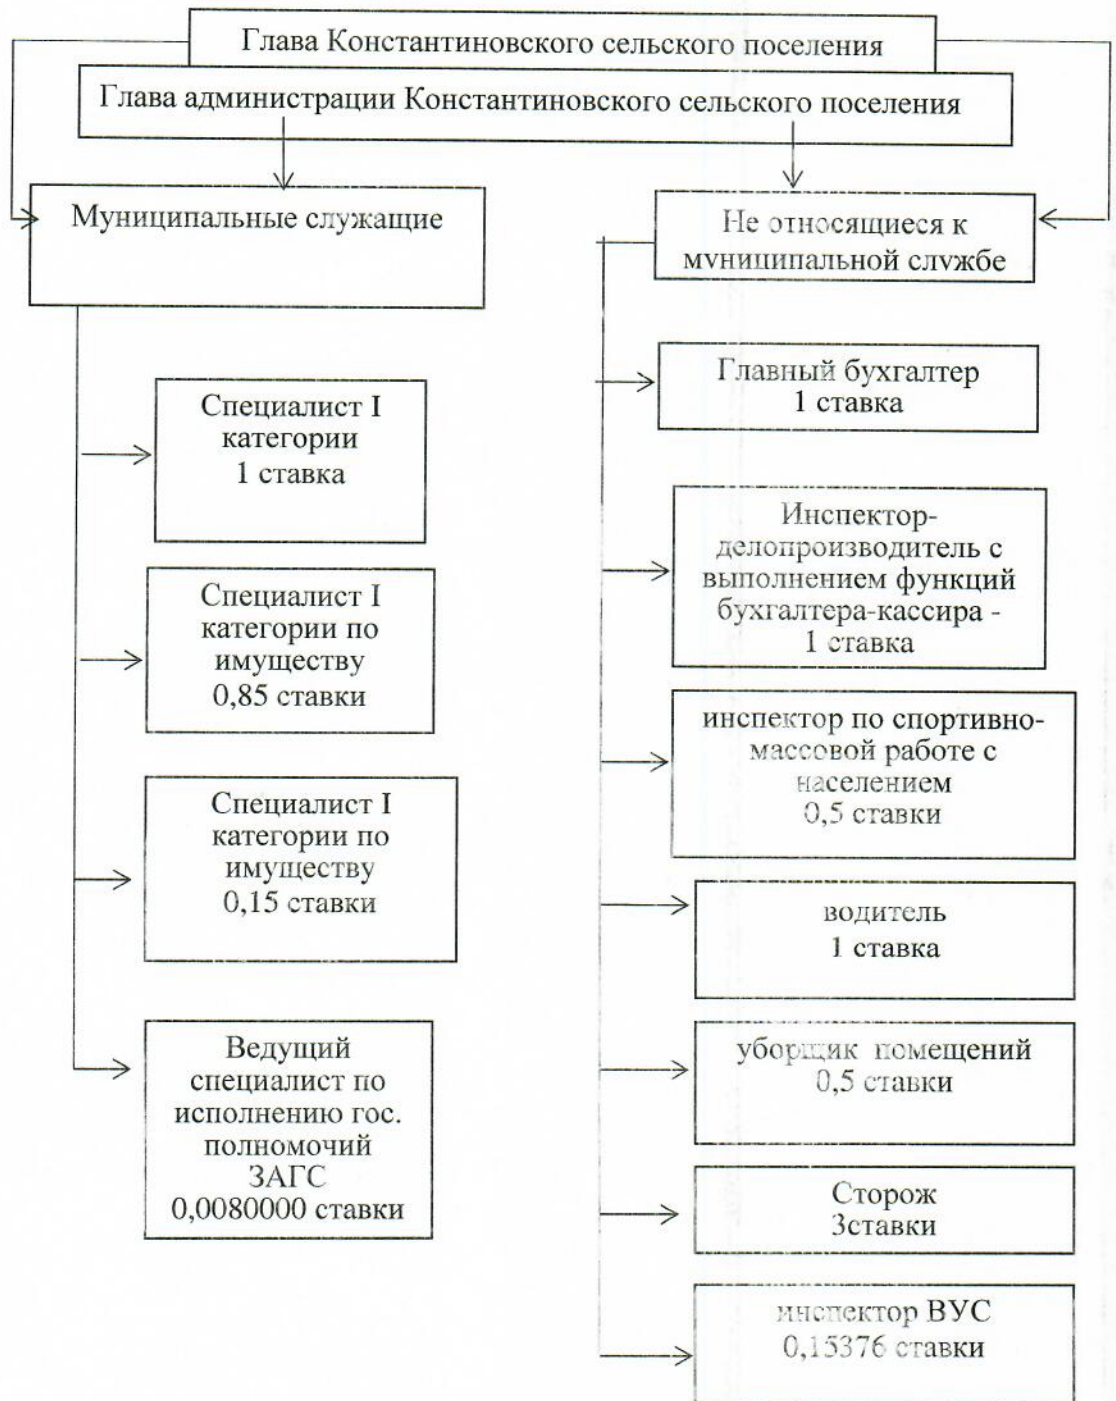 Глава Константиновского сельского поселения
Глава администрации Константиновского сельского поселения
Муниципальные служащие
Специалист I
категории
1 ставка
Специалист I
категории по
имуществу
0,85 ставки
Специалист I
категории по
имуществу
0,15 ставки
Ведущий
специалист по
исполнению гос.
полномочий
ЗАГС
0,0080000 ставки
Не относящиеся к
муниципальной службе
Главный бухгалтер
1 ставка
Инспектор-
делопроизводитель с
выполнением функций
бухгалтера-кассира -
1 ставка
инспектор по спортивно-
массовой работе с
населением
0,5 ставки
водитель
1 ставка
уборщик помещений
0,5 ставки
Сторож
3ставки
инспектор ВУС
0,15376 ставки